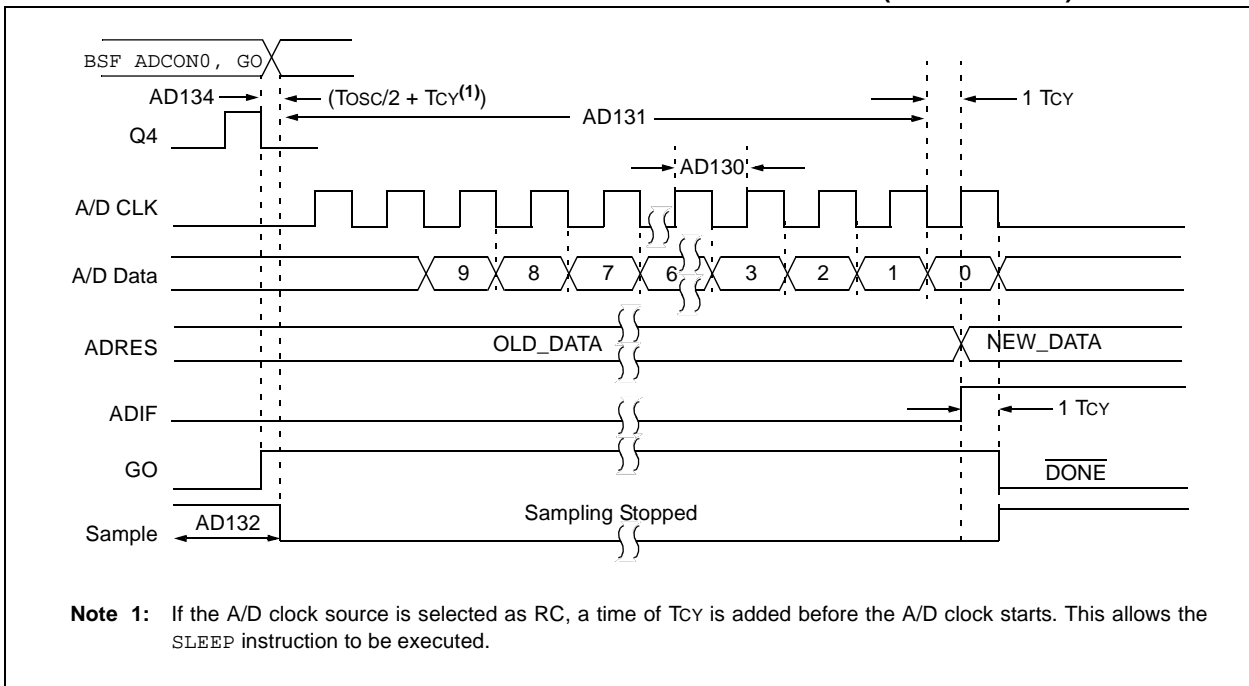 BSF ADCON0, GO
AD134
(TOSC/2 + TCY(1))
1 TCY
AD131
Q4
AD130
A/D CLK
A/D Data
9
8
7
6
3
2
1
0
ADRES
OLD_DATA
NEW_DATA
ADIF
1 TCY
GO
DONE
Sample
AD132
Sampling Stopped
Note 1: If the A/D clock source is selected as RC, a time of TCY is added before the A/D clock starts. This allows the
SLEEP instruction to be executed.